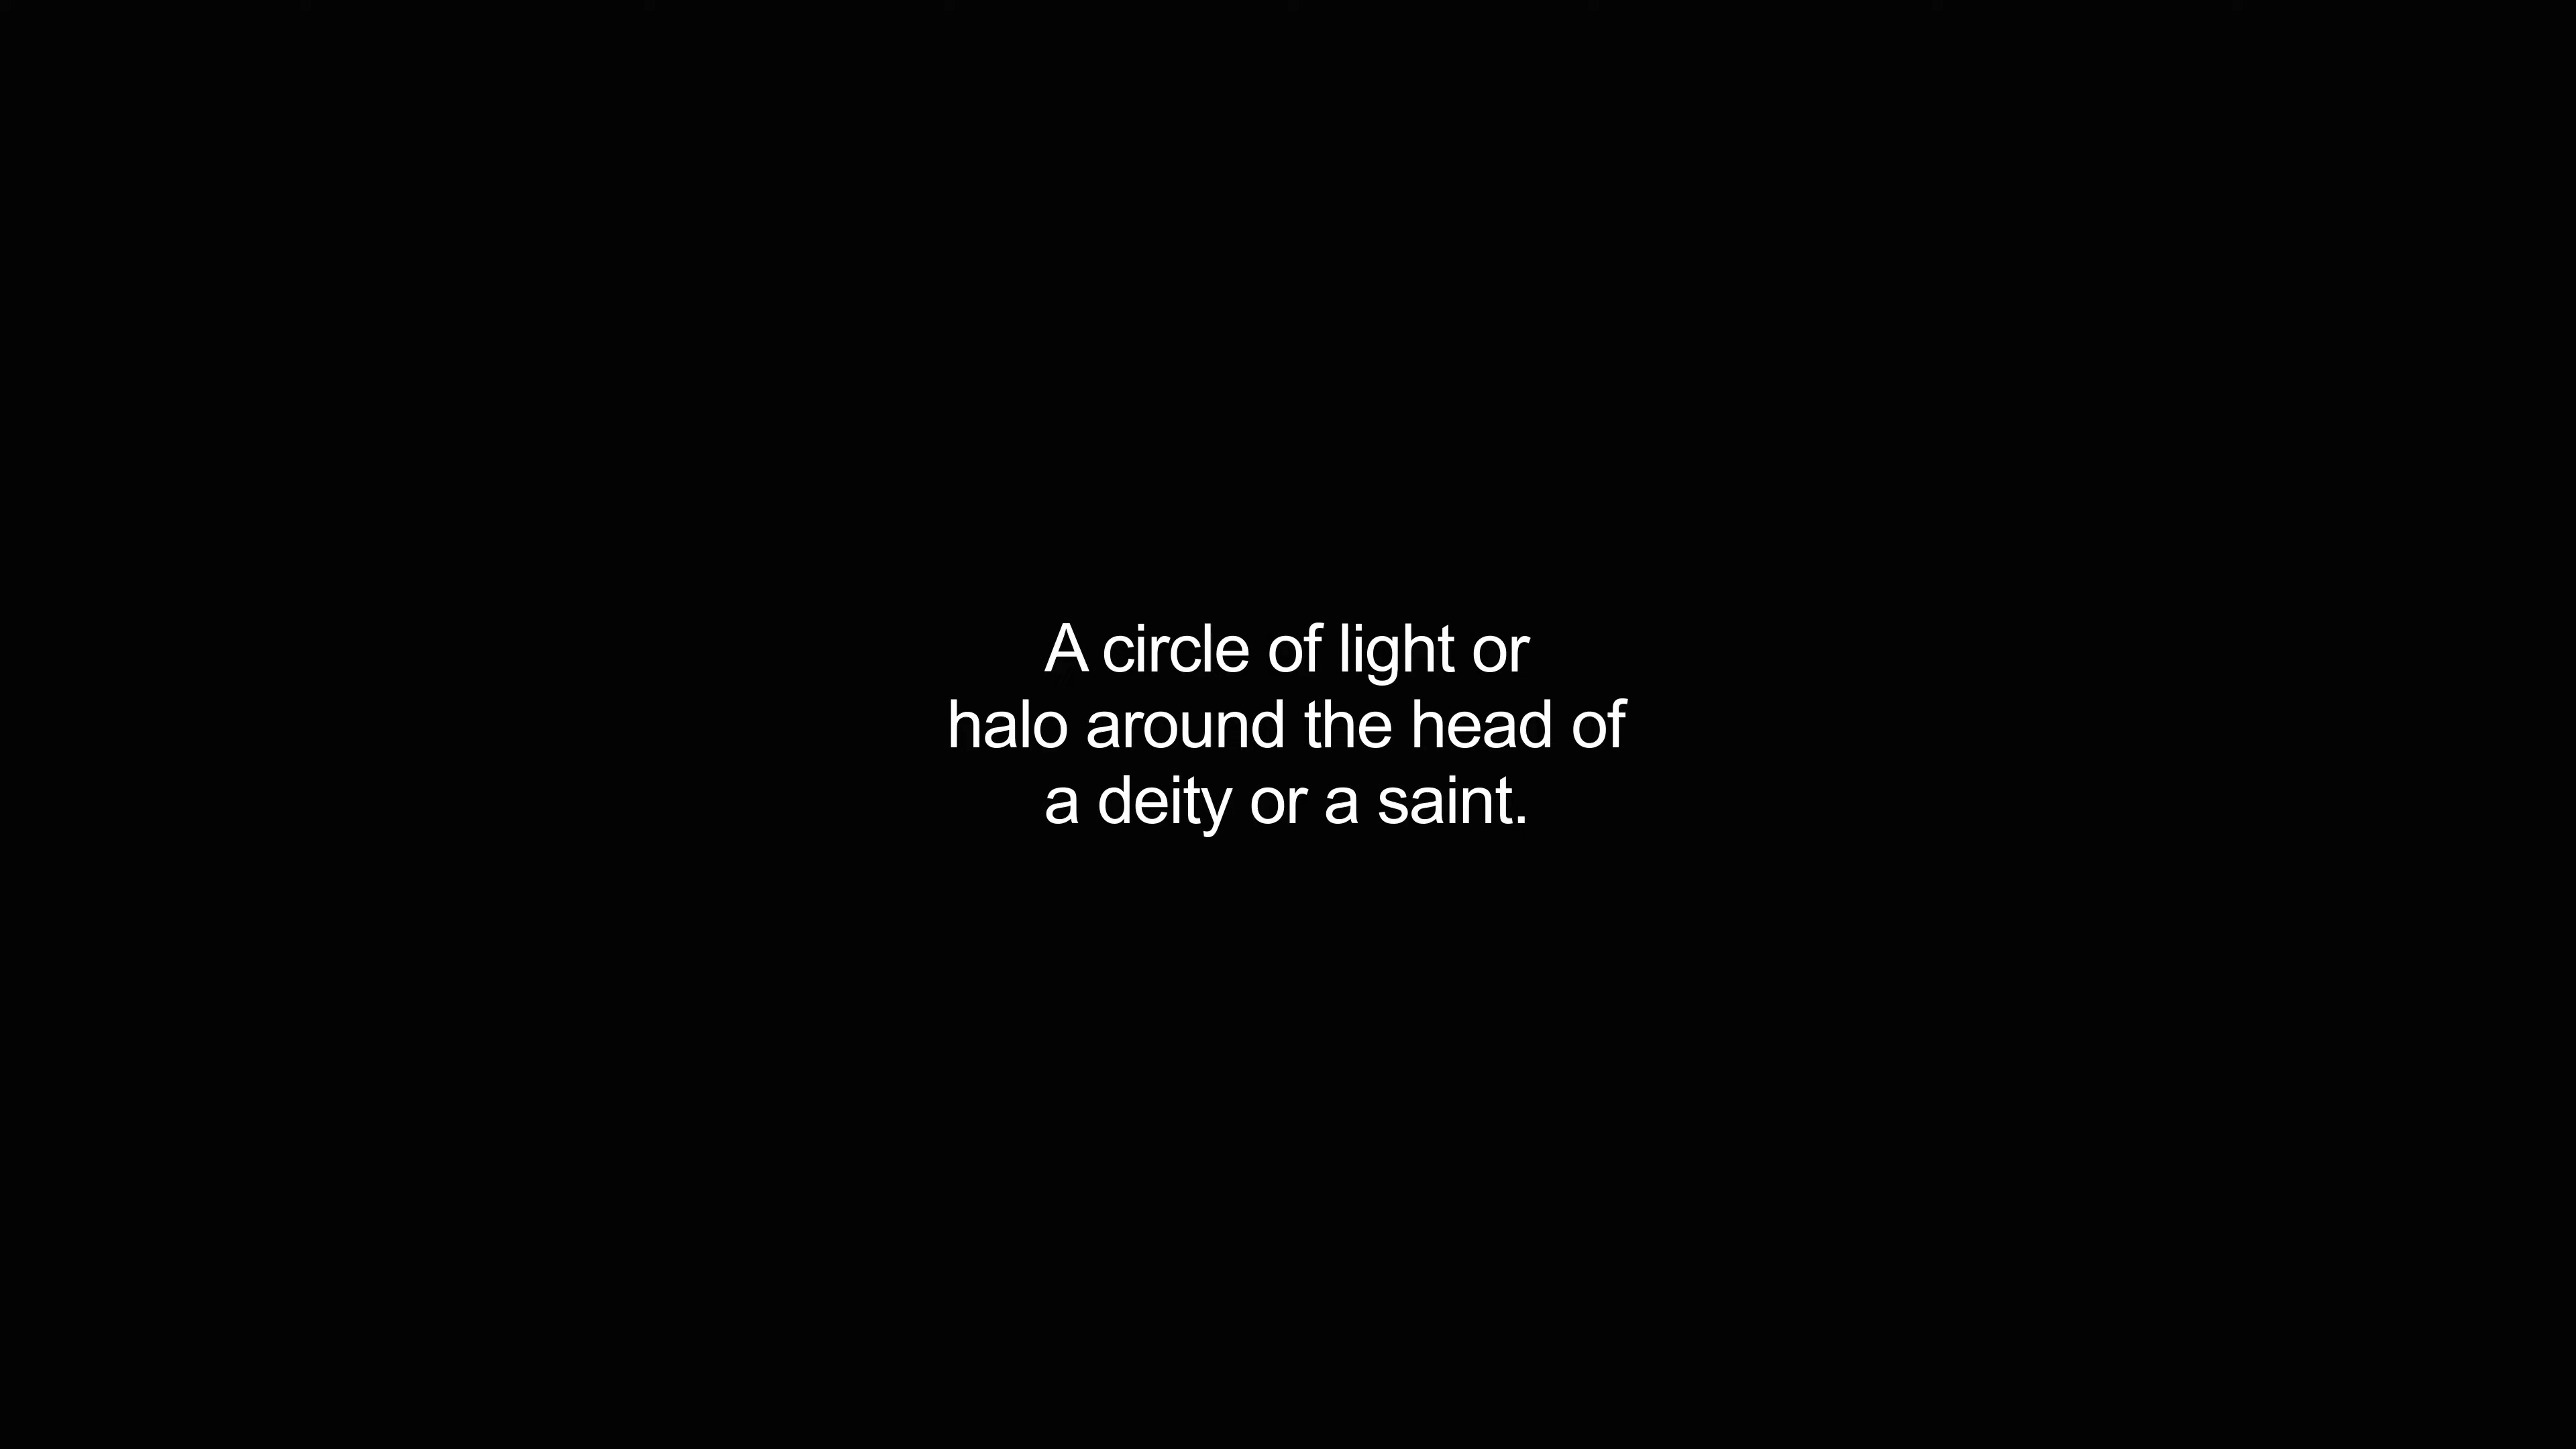 A circle of light or
halo around the head of
a deity or a saint.